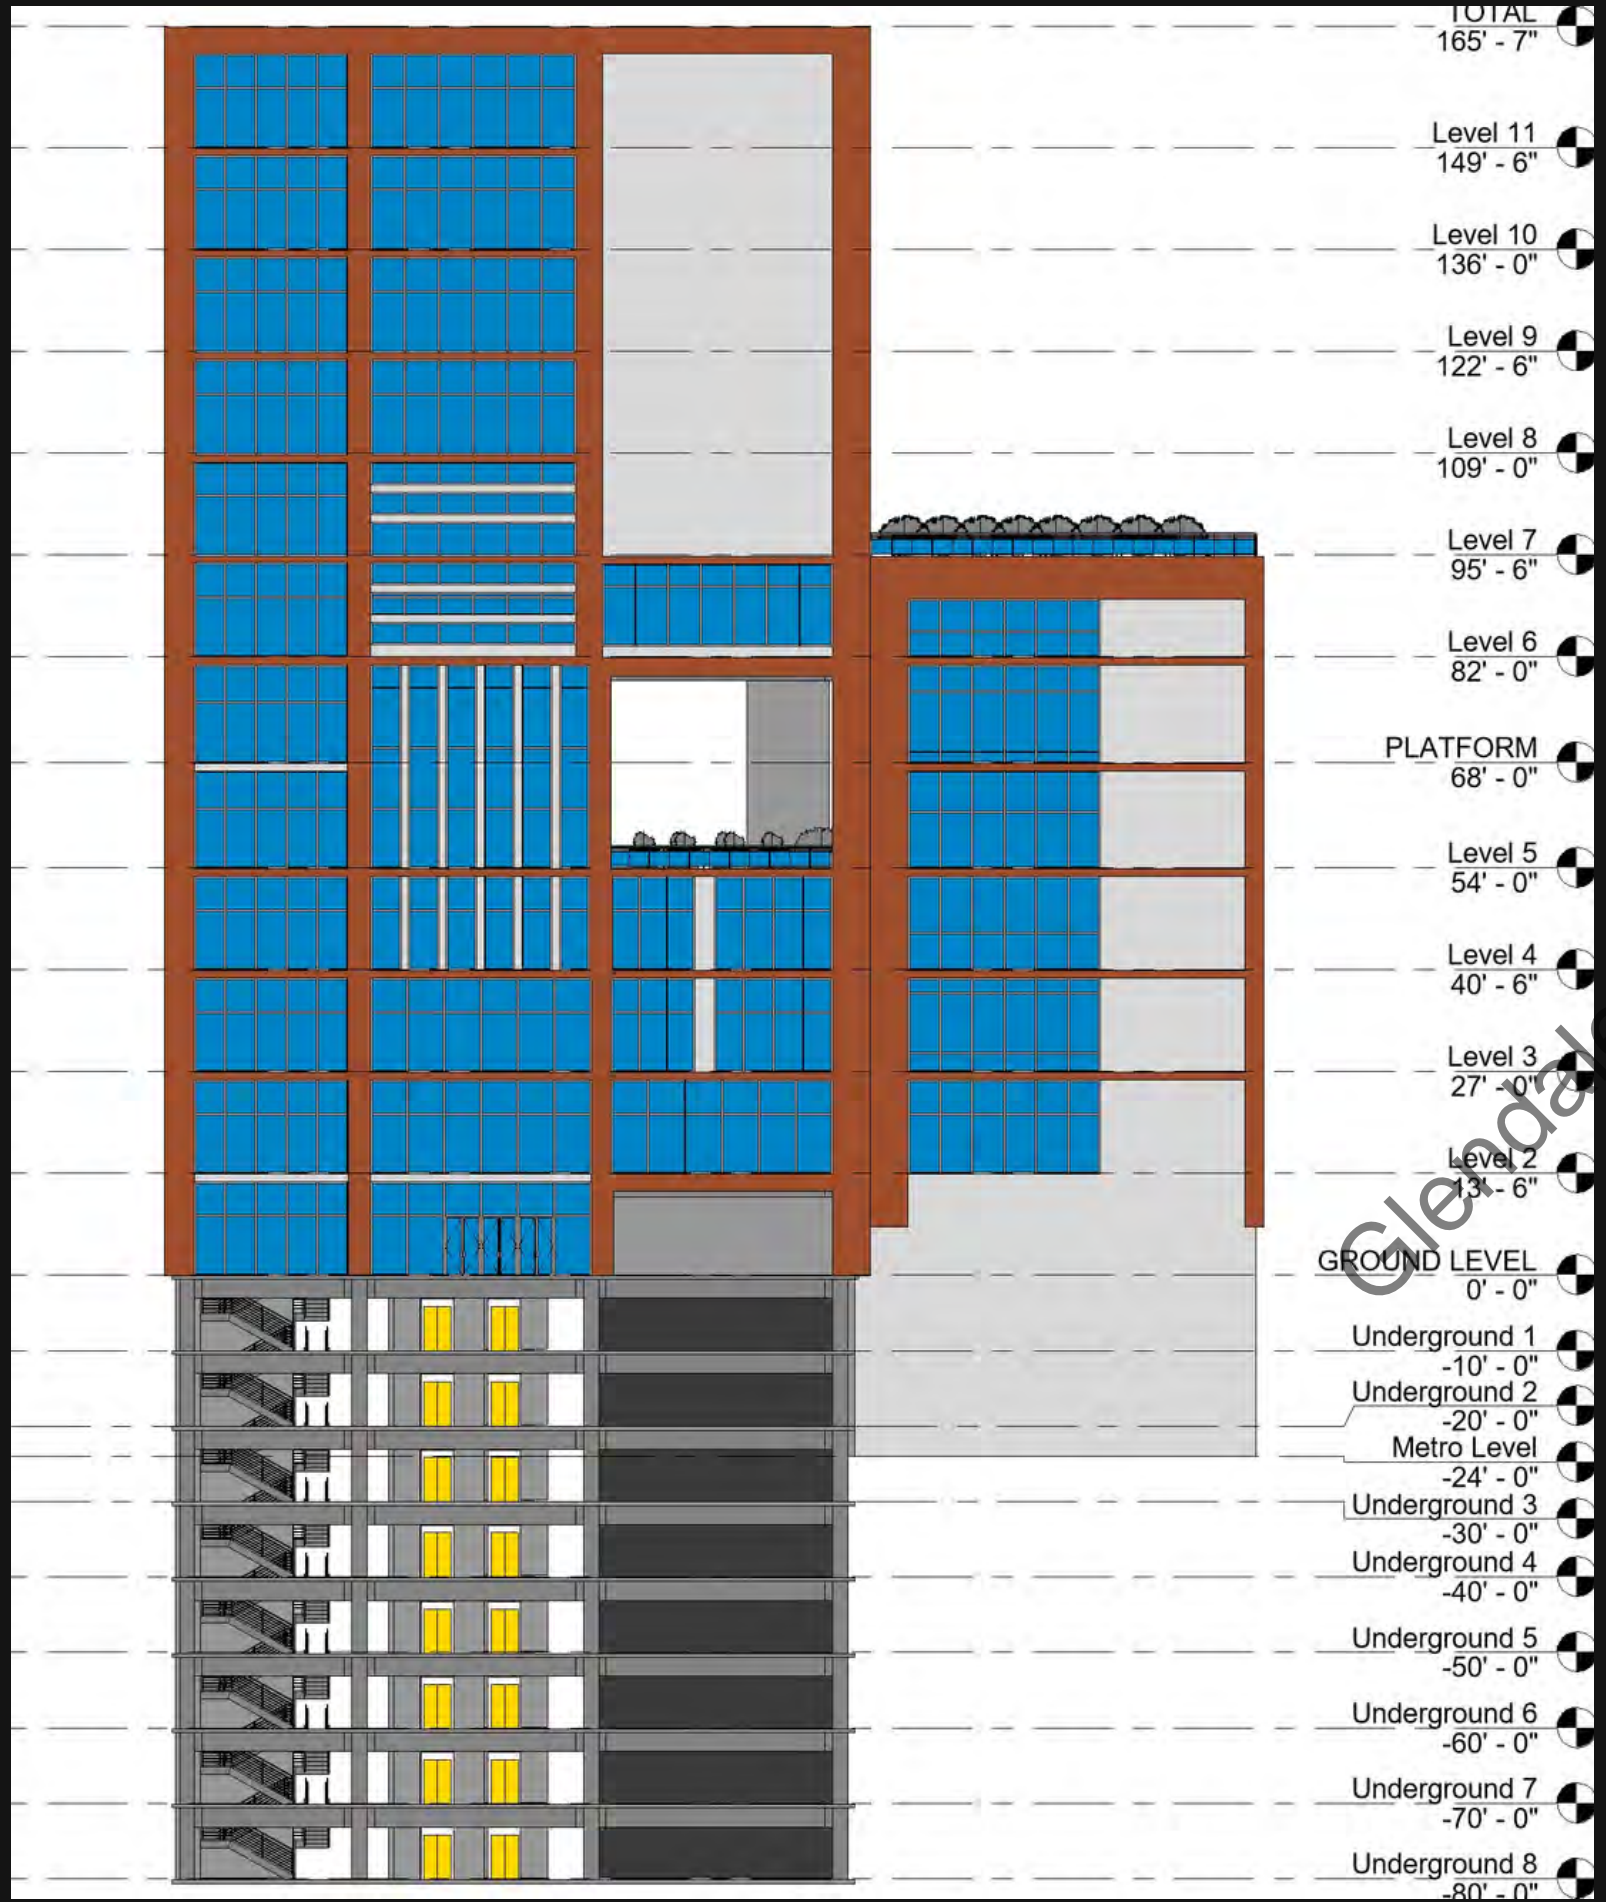 TOTAL
165' - 7"
Level 11
149' - 6"
Level 10
136' - 0"
Level 9
122' - 6"
Level 8
109' - 0"
Level 7
95' - 6"
Level 6
82' - 0"
PLATFORM
68' - 0"
Level 5
54' - 0"
Level 4
40' - 6"
Level 3
27' - 0"
Level 2
13' - 6"
Glendale
GROUND LEVEL
0' - 0"
Underground 1
-10' - 0"
Underground 2
-20' - 0"
Metro Level
-24' - 0"
Underground 3
-30' - 0"
Underground 4
-40' - 0"
Underground 5
-50' - 0"
Underground 6
-60' - 0"
Underground 7
-70' - 0"
Underground 8
-80' - 0"